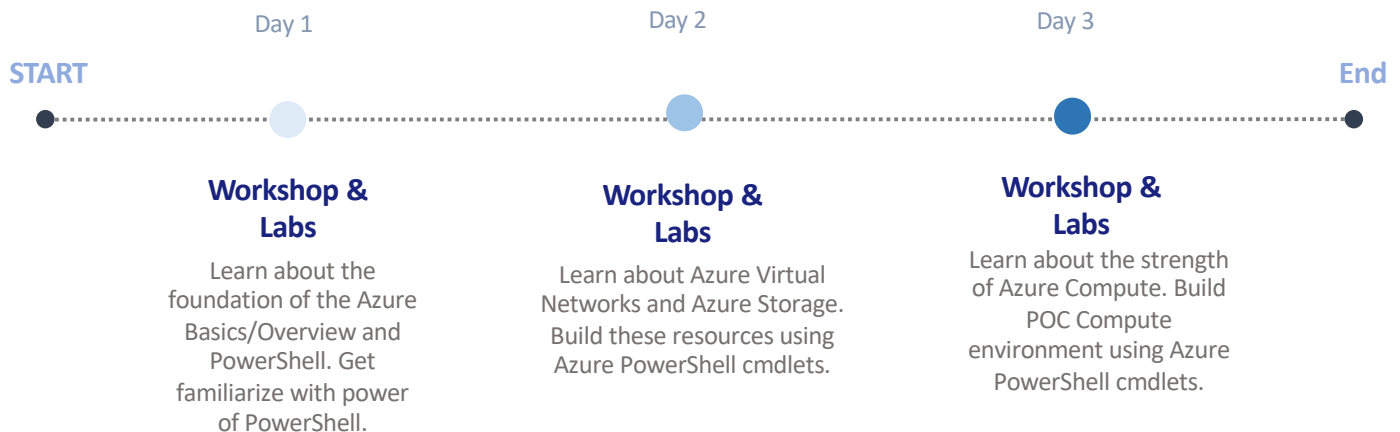 Day 1
Day 2
Day 3
START
End
Workshop &
Labs
Learn about the
foundation of the Azure
Basics/Overview and
PowerShell. Get
familiarize with power
of PowerShell.
Workshop &
Labs
Learn about Azure Virtual
Networks and Azure Storage.
Build these resources using
Azure PowerShell cmdlets.
Workshop &
Labs
Learn about the strength
of Azure Compute. Build
POC Compute
environment using Azure
PowerShell cmdlets.